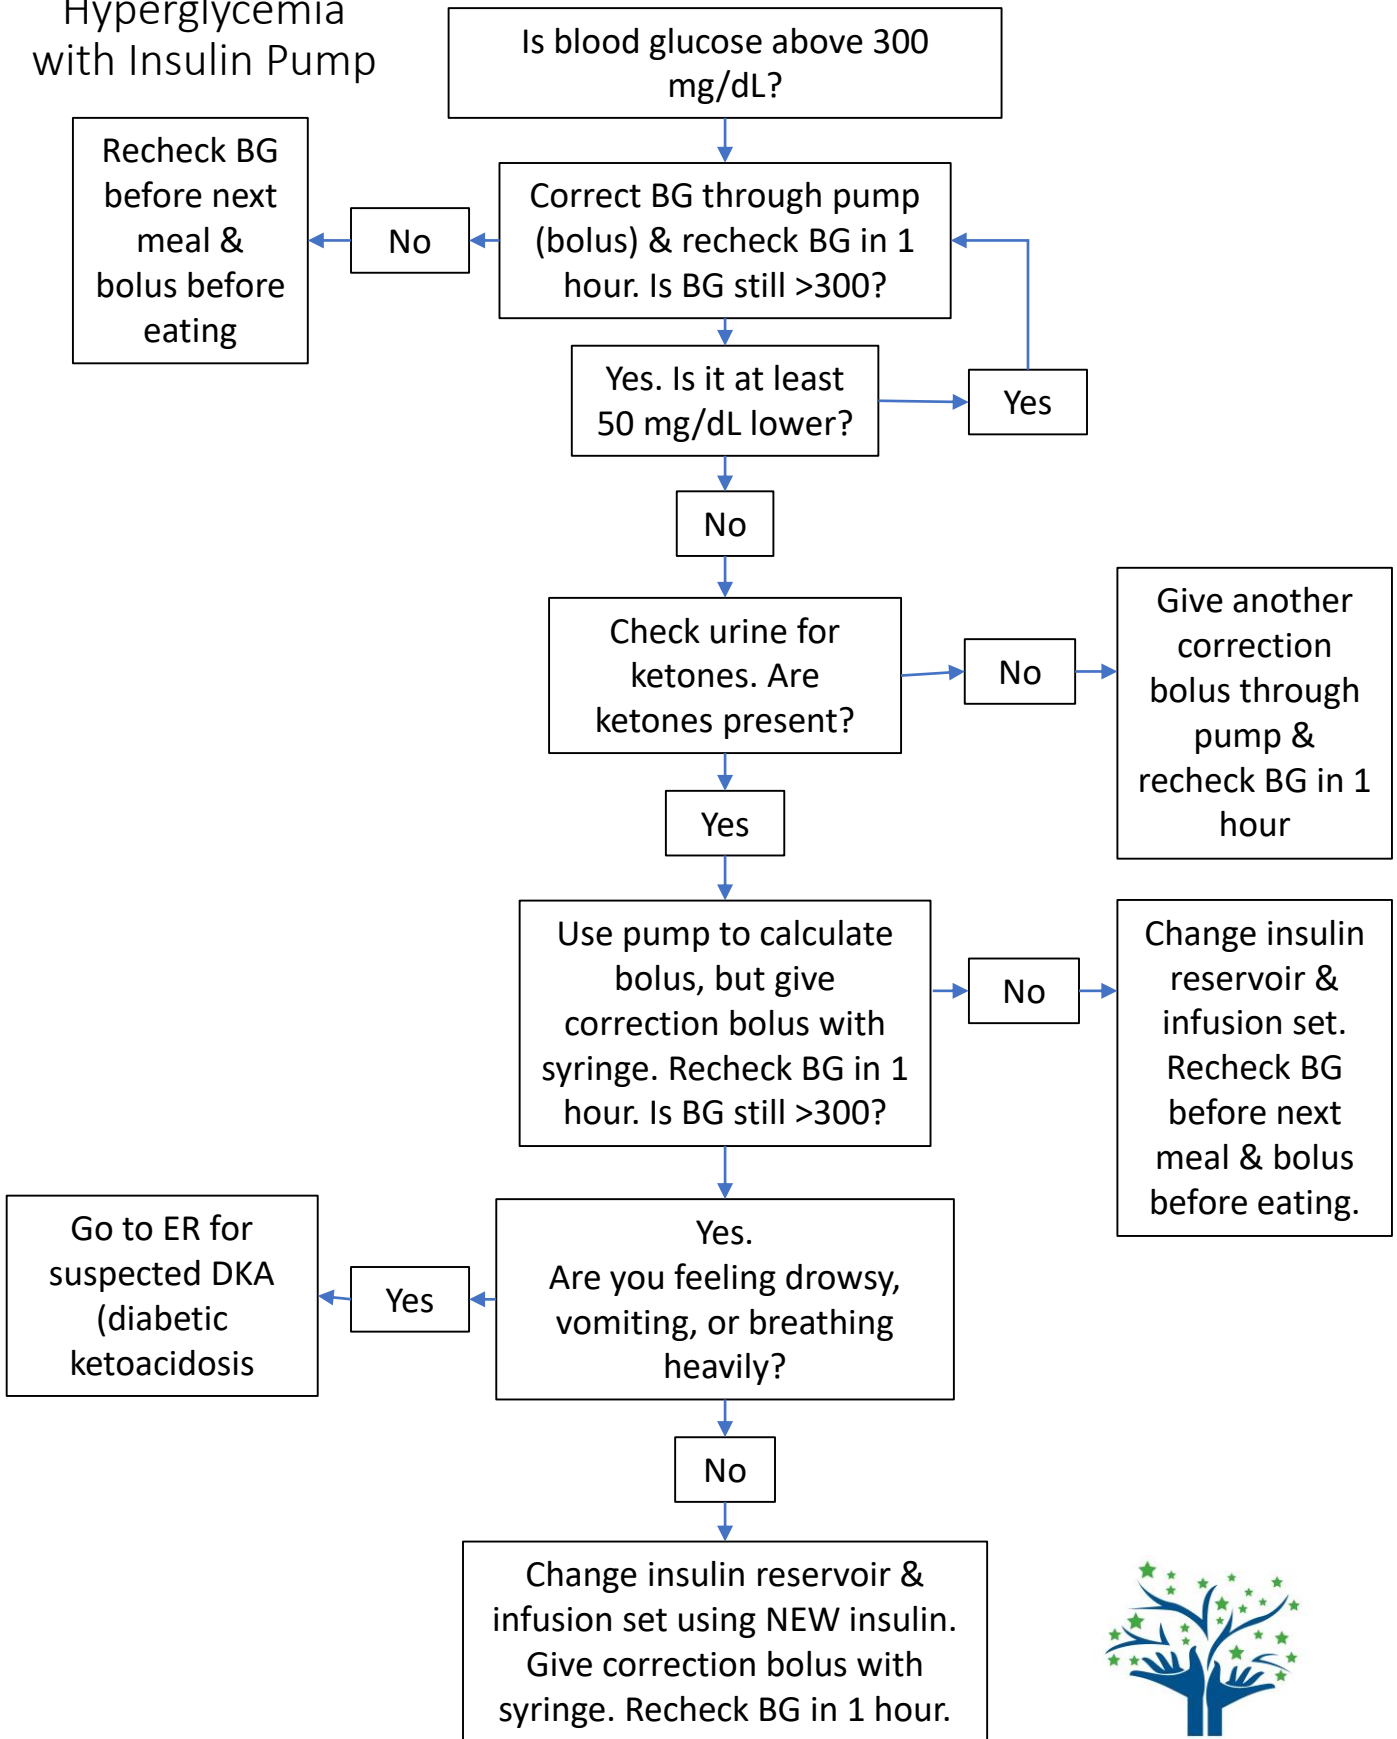 Hyperglycemia
with Insulin Pump
Is blood glucose above 300
mg/dL?
Recheck BG
before next
meal &
bolus before
eating
No
Correct BG through pump
(bolus) & recheck BG in 1
hour. Is BG still >300?
Yes. Is it at least
50 mg/dL lower?
Yes
No
Check urine for
ketones. Are
ketones present?
No
Give another
correction
bolus through
pump &
recheck BG in 1
hour
Yes
Use pump to calculate
bolus, but give
correction bolus with
syringe. Recheck BG in 1
hour. Is BG still >300?
No
Change insulin
reservoir &
infusion set.
Recheck BG
before next
meal & bolus
before eating.
Yes.
Are you feeling drowsy,
vomiting, or breathing
heavily?
Yes
Go to ER for
suspected DKA
(diabetic
ketoacidosis
No
Change insulin reservoir &
infusion set using NEW insulin.
Give correction bolus with
syringe. Recheck BG in 1 hour.